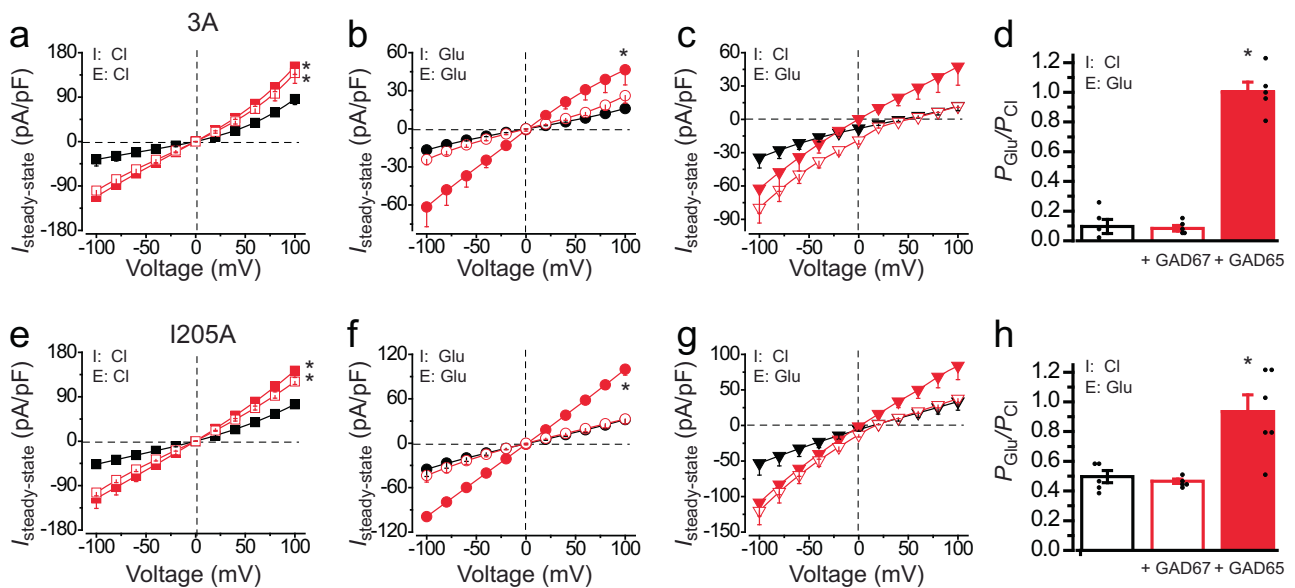 3A
a
I: Cl
E: Cl
180
90
0
-90
-180
I steady-state (pA/pF)
-100 -50 0 50 100
Voltage (mV)
*
*
b
I: Glu
E: Glu
60
30
0
-30
-60
I steady-state (pA/pF)
-100 -50 0 50 100
Voltage (mV)
*
c
I: Cl
E: Glu
60
30
0
-30
-60
-90
I steady-state (pA/pF)
-100 -50 0 50 100
Voltage (mV)
d
I: Cl
E: Glu
1.2
1.0
0.8
0.6
0.4
0.2
0.0
PGlu/PCl
*
+ GAD67 + GAD65
I205A
e
I: Cl
E: Cl
180
90
0
-90
-180
I steady-state (pA/pF)
-100 -50 0 50 100
Voltage (mV)
*
*
f
I: Glu
E: Glu
120
60
0
-60
-120
I steady-state (pA/pF)
-100 -50 0 50 100
Voltage (mV)
*
g
I: Cl
E: Glu
100
50
0
-50
-100
-150
I steady-state (pA/pF)
-100 -50 0 50 100
Voltage (mV)
h
I: Cl
E: Glu
1.2
1.0
0.8
0.6
0.4
0.2
0.0
PGlu/PCl
*
+ GAD67 + GAD65